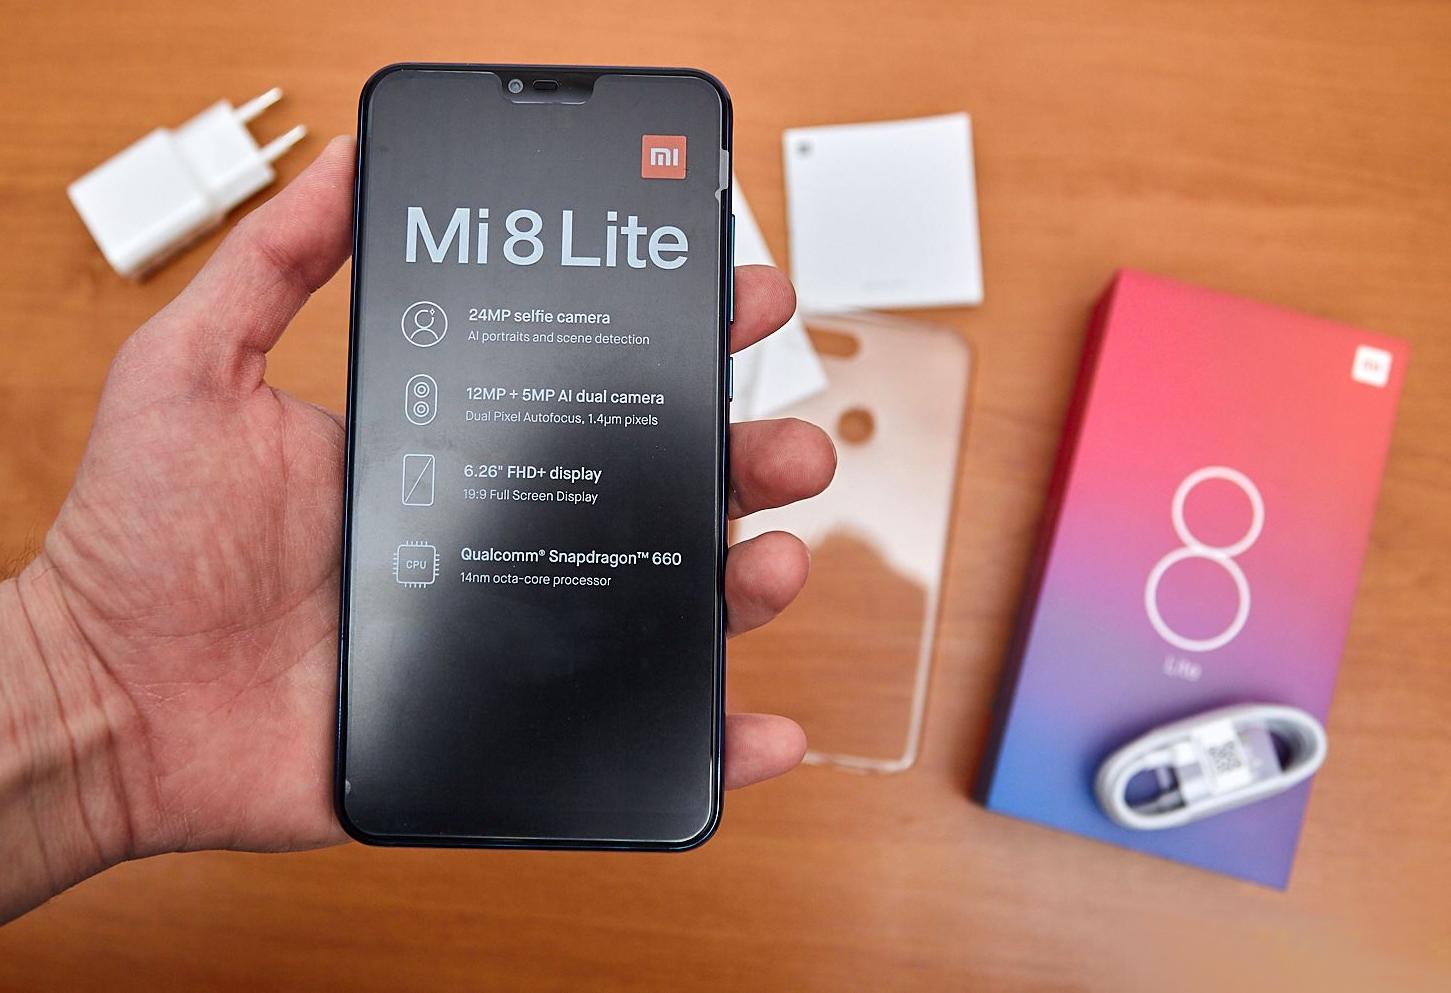 mi
Mi 8 Lite
24MP selfie camera
AI portraits and scene detection
12MP + 5MP AI dual camera
Dual Pixel Autofocus, 1.4μm pixels
6.26" FHD+ display
19:9 Full Screen Display
CPU
Qualcomm® Snapdragon™ 660
14nm octa-core processor
mi
8
Lite